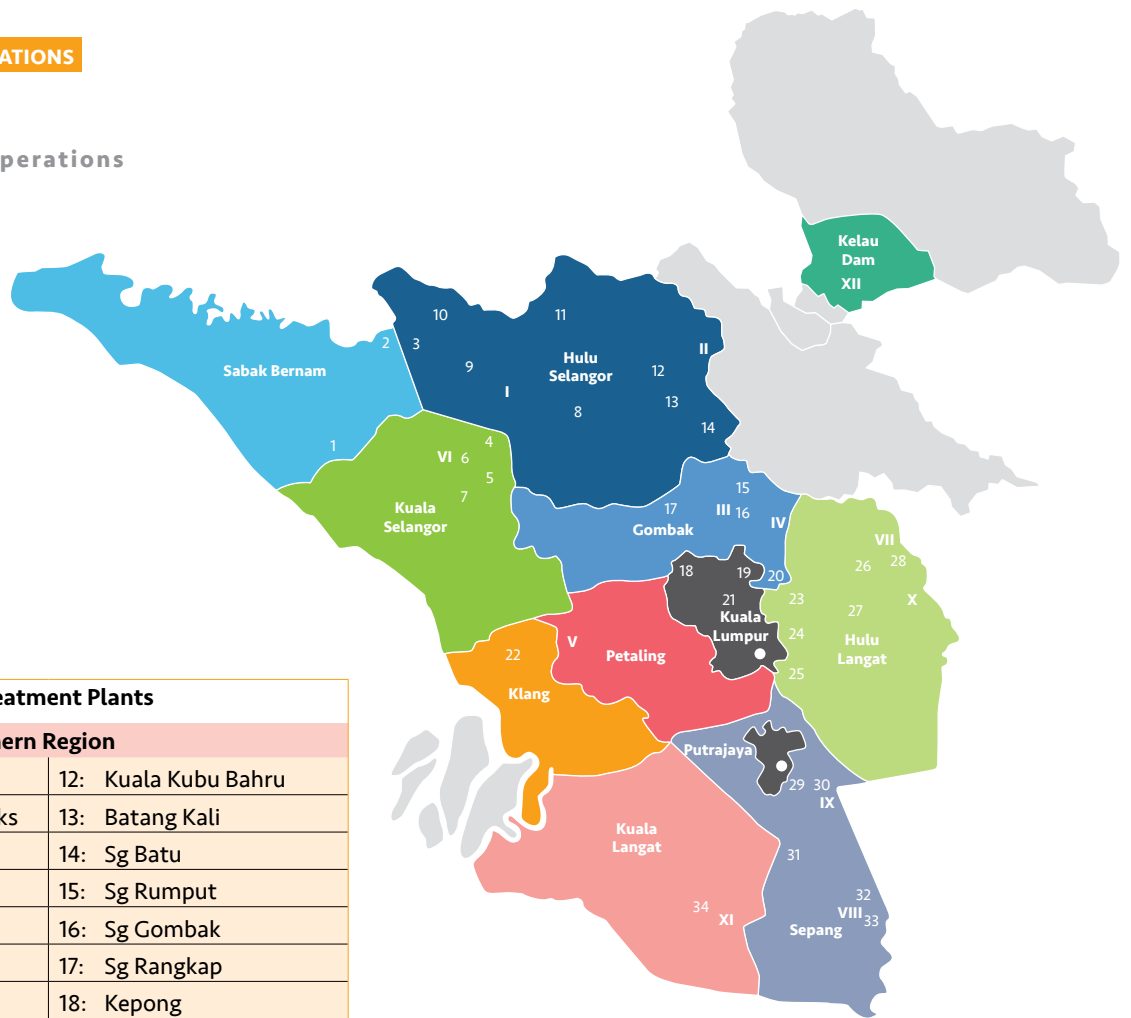 ATIONS
perations
Kelau
Dam
XII
10
11
2
3
II
Hulu
Selangor
Sabak Bernam
9
12
I
13
8
14
1
4
VI 6
5
7
15
Kuaala
Selangor
17
III 16
IV
Gombak
VII
28
26
18
19
20
23
21
X
27
Kuala
Lumpur
24
Hulu
Langat
V
22
Petaling
25
Klang
Putrajaya
29 30
IX
Kuala
Langat
31
32
34
VIII 33
XI
Sepang
eatment Plants
hern Region
12: Kuala Kubu Bahru
ks 13: Batang Kali
14: Sg Batu
15: Sg Rumput
16: Sg Gombak
17: Sg Rangkap
18: Kepong